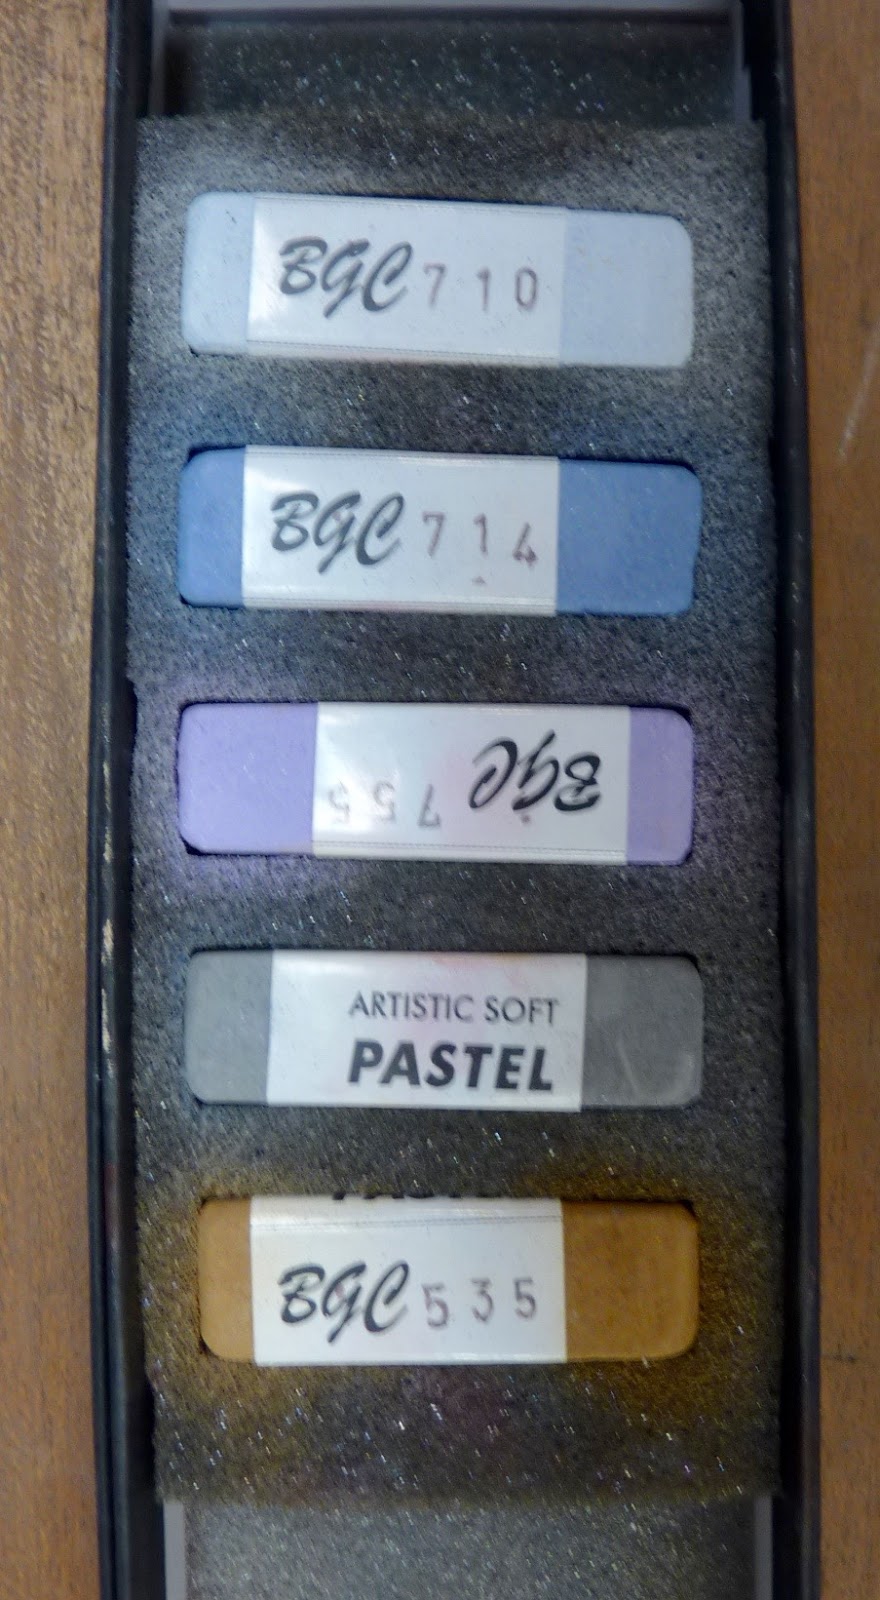 BGC 710
BGC 714
BGC 755
ARTISTIC SOFT
PASTEL
BGC 535